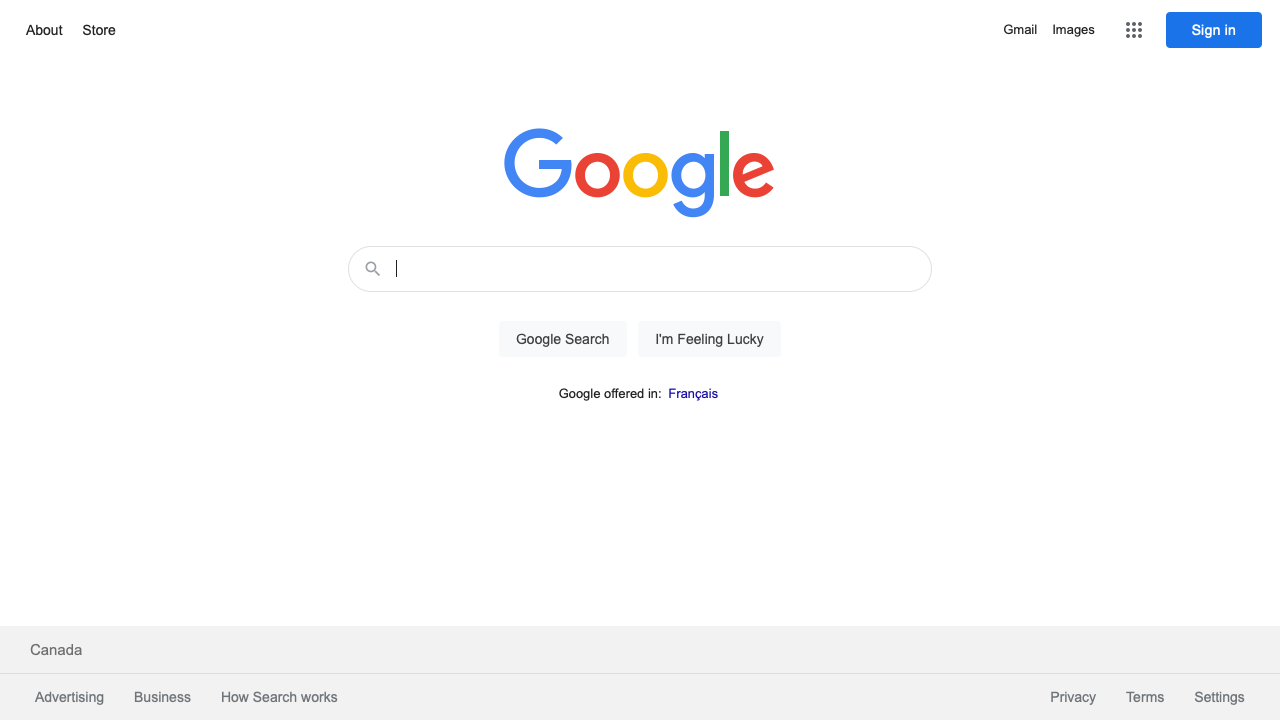 About Store
Gmail Images Sign in
Google
Google Search I'm Feeling Lucky
Google offered in: Français
Canada
Advertising Business How Search works
Privacy Terms Settings